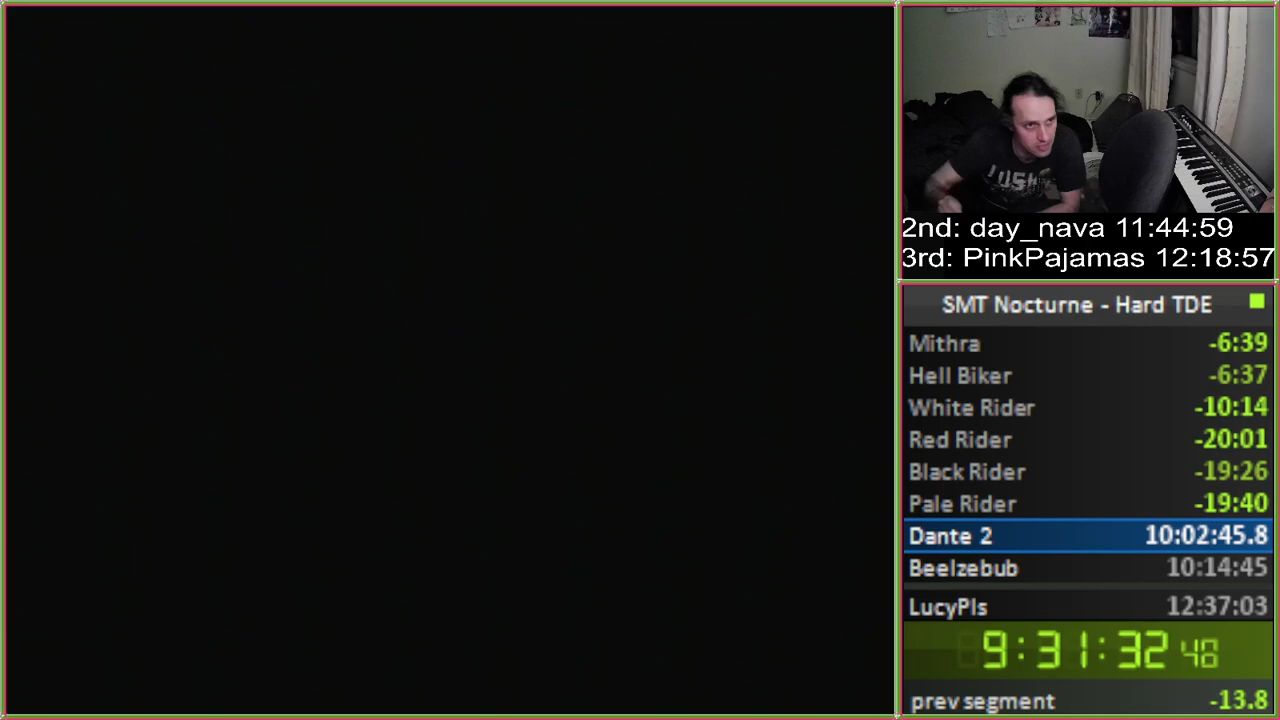 LUSH
2nd: day_nava 11:44:59
3rd: PinkPajamas 12:18:57
SMT Nocturne - Hard TDE
Mithra -6:39
Hell Biker -6:37
White Rider -10:14
Red Rider -20:01
Black Rider -19:26
Pale Rider -19:40
Dante 2 10:02:45.8
Beelzebub 10:14:45
LucyPls 12:37:03
9:31:32 48
prev segment -13.8